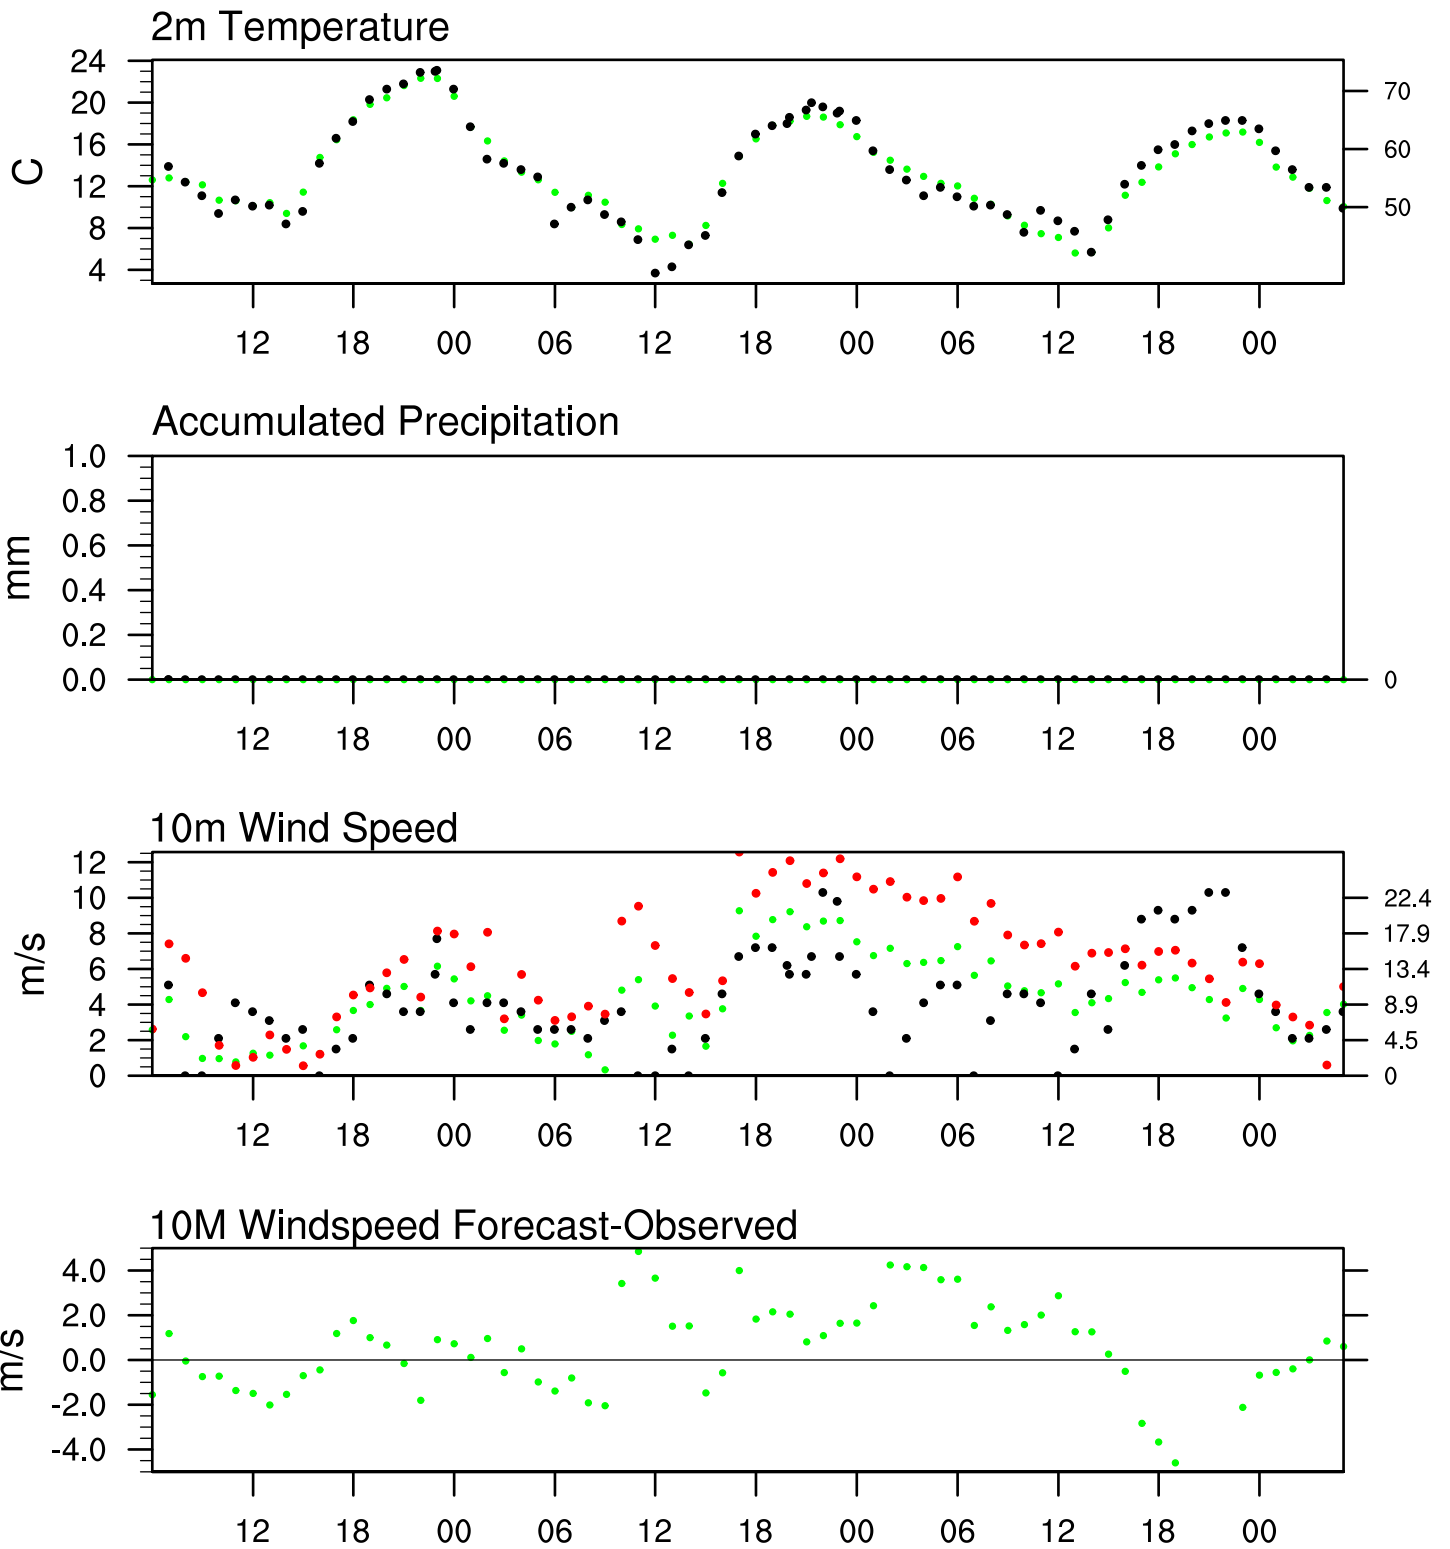 2m Temperature
24
20
16
12
8
4
C
70
60
50
12 18 00 06 12 18 00 06 12 18 00
Accumulated Precipitation
1.0
0.8
0.6
0.4
0.2
0.0
mm
0
12 18 00 06 12 18 00 06 12 18 00
10m Wind Speed
12
10
8
6
4
2
0
m/s
22.4
17.9
13.4
8.9
4.5
0
12 18 00 06 12 18 00 06 12 18 00
10M Windspeed Forecast-Observed
4.0
2.0
0.0
-2.0
-4.0
m/s
12 18 00 06 12 18 00 06 12 18 00